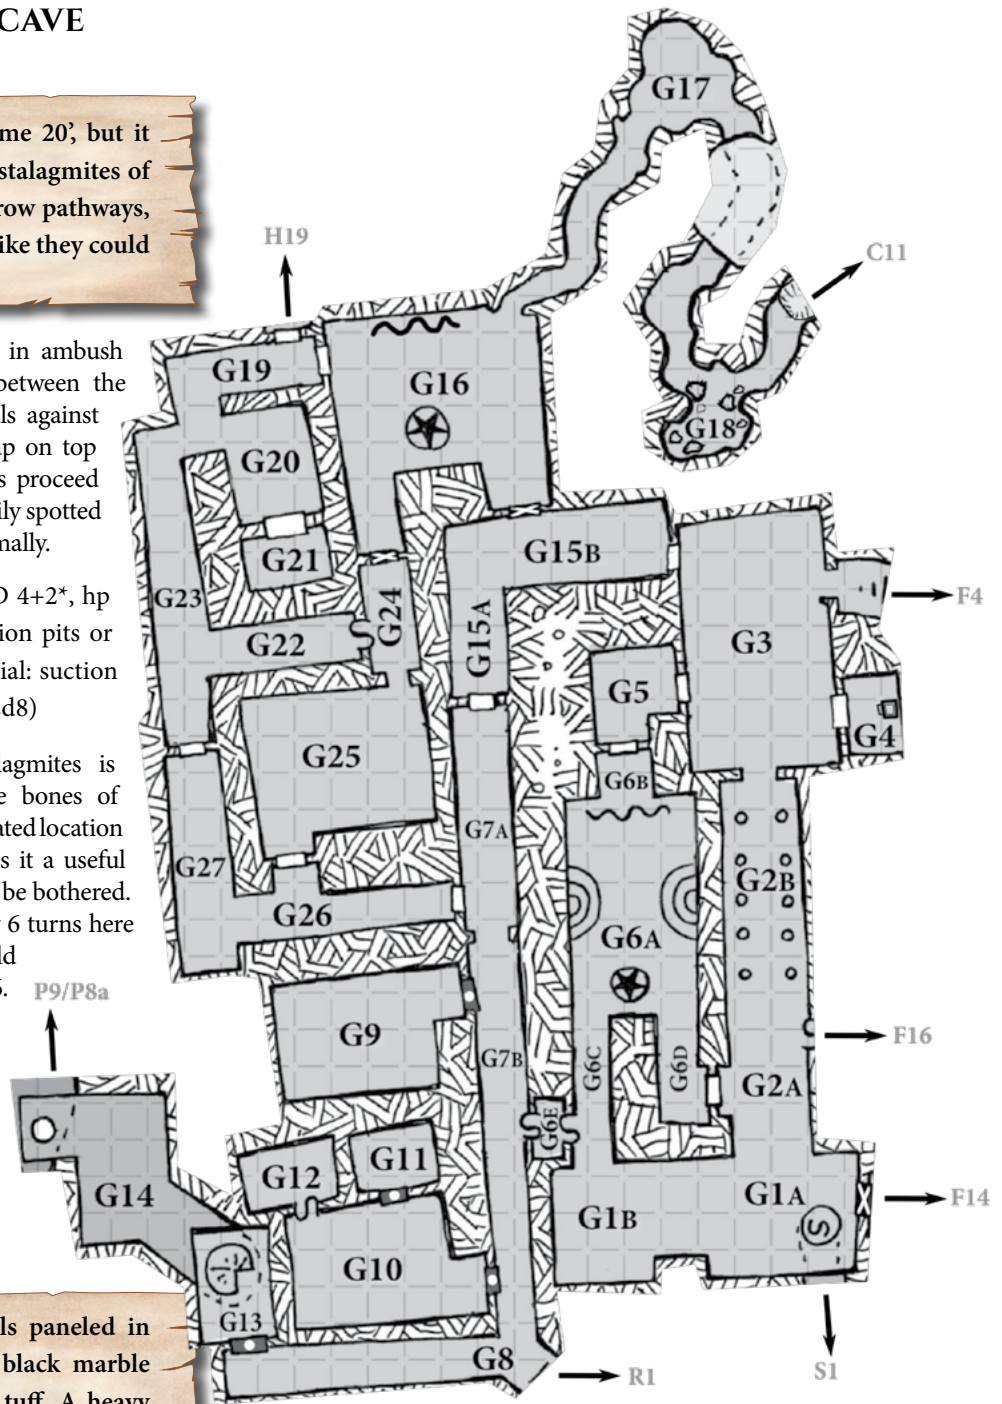 CAVE
me 20', but it
stalagmites of
row pathways,
ike they could
in ambush
between the
ls against
up on top
s proceed
ily spotted
mally.
D 4+2*, hp
ion pits or
ial: suction
d8)
lagmites is
e bones of
ated location
s it a useful
be bothered.
6 turns here
ld
6.
ls paneled in
black marble
tuff. A heavy
G17
H19
C11
G19
G16
G18
G20
G15B
G21
G23
G24
F4
G22
G15A
G3
G5
G4
G25
G6B
G7A
G27
G2B
G26
G6A
P9/P8a
G9
F16
G7B
G6C
G6D
G2A
G6E
G12
G11
G14
G1A
F14
G1B
S
G10
G13
G8
R1
S1